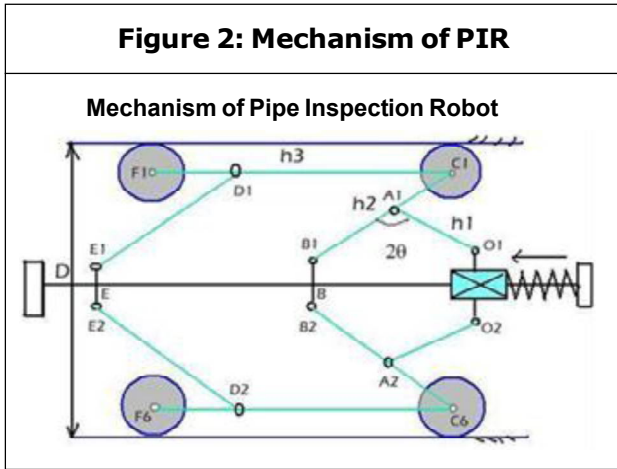 Figure 2: Mechanism of PIR
Mechanism of Pipe Inspection Robot
F1
D1
h3
C1
h2
A1
h1
2θ
B1
O1
E1
D
E
B
E2
B2
O2
A2
D2
F6
C6